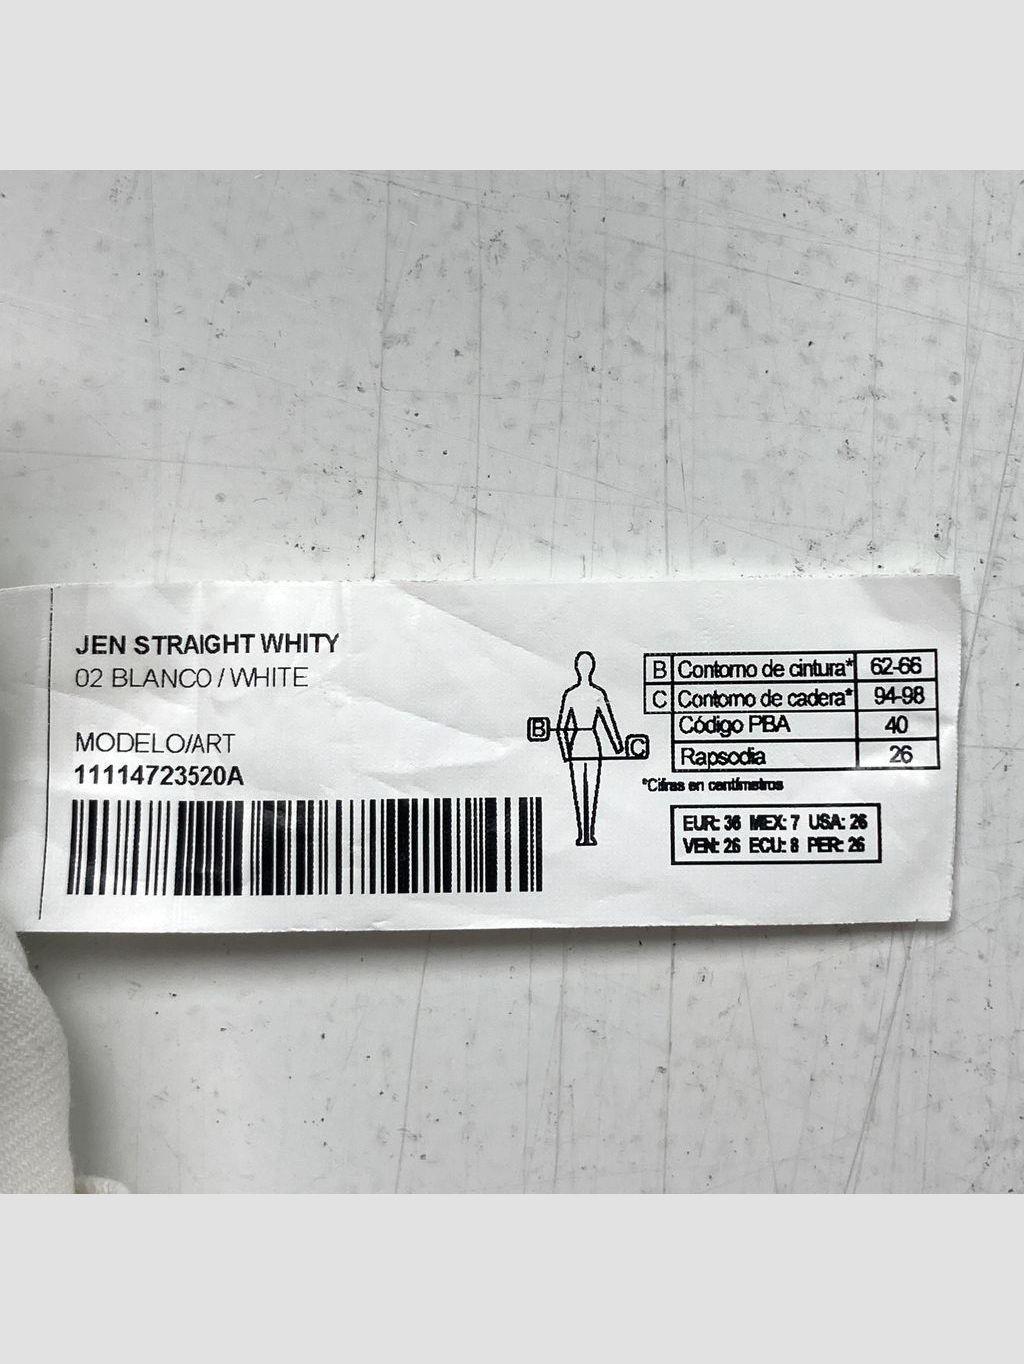 JEN STRAIGHT WHITY
02 BLANCO / WHITE
MODELO/ART
11114723520A
B
C
B Contorno de cintura* 62-66
C Contorno de cadera* 94-98
Código PBA 40
Rapsodia 26
*Cifras en centímetros
EUR: 36 MEX: 7 USA: 26
VEN: 26 ECU: 8 PER: 26